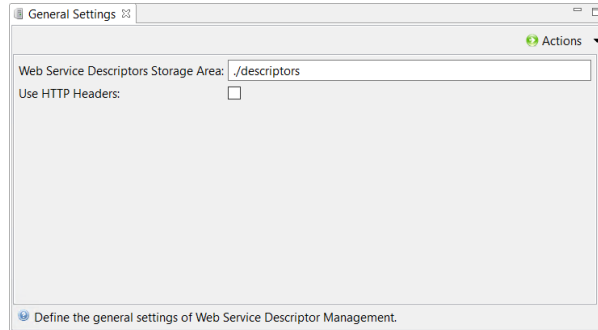 General Settings
Actions
Web Service Descriptors Storage Area: ./descriptors
Use HTTP Headers:
Define the general settings of Web Service Descriptor Management.